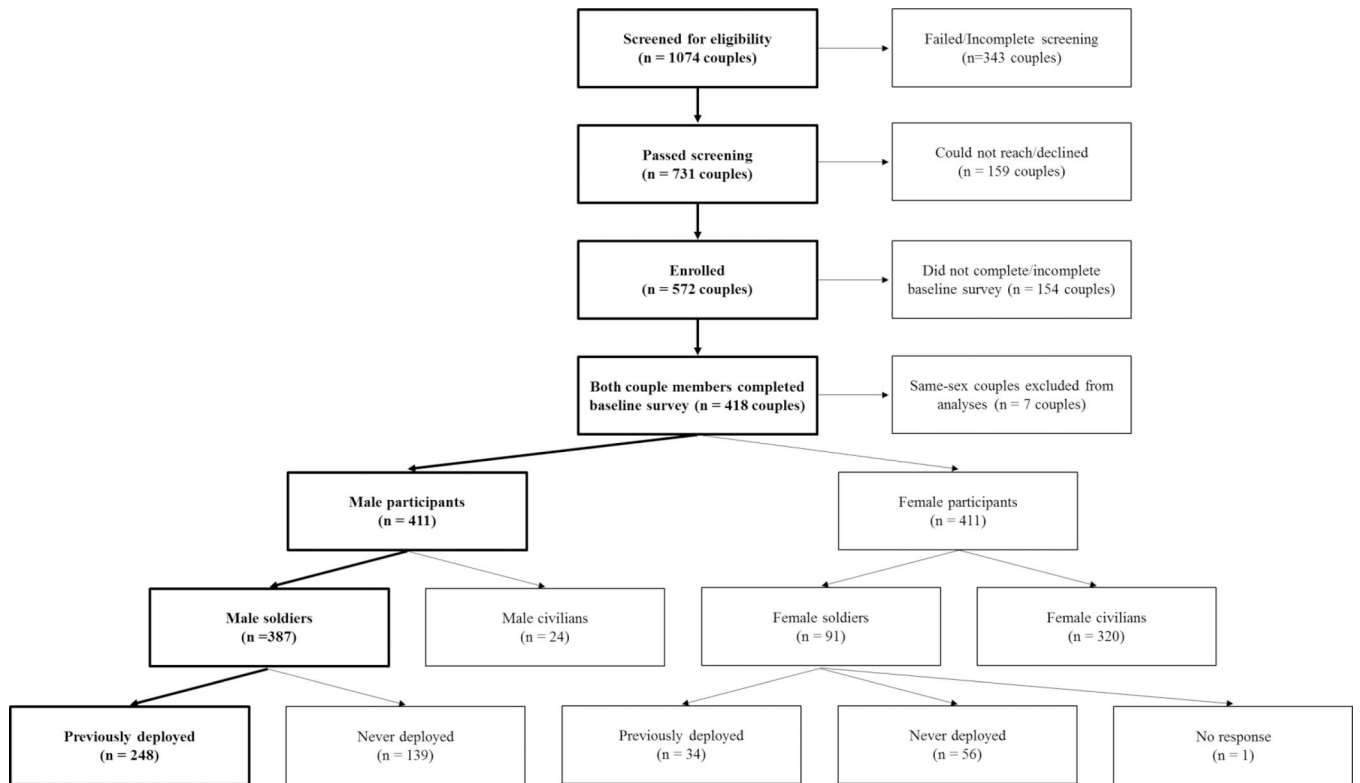 Screened for eligibility
(n = 1074 couples)
Failed/Incomplete screening
(n=343 couples)
Passed screening
(n = 731 couples)
Could not reach/declined
(n = 159 couples)
Enrolled
(n = 572 couples)
Did not complete/incomplete
baseline survey (n = 154 couples)
Both couple members completed
baseline survey (n = 418 couples)
Same-sex couples excluded from
analyses (n = 7 couples)
Male participants
(n = 411)
Female participants
(n = 411)
Male soldiers
(n =387)
Male civilians
(n = 24)
Female soldiers
(n = 91)
Female civilians
(n = 320)
Previously deployed
(n = 248)
Never deployed
(n = 139)
Previously deployed
(n = 34)
Never deployed
(n = 56)
No response
(n = 1)